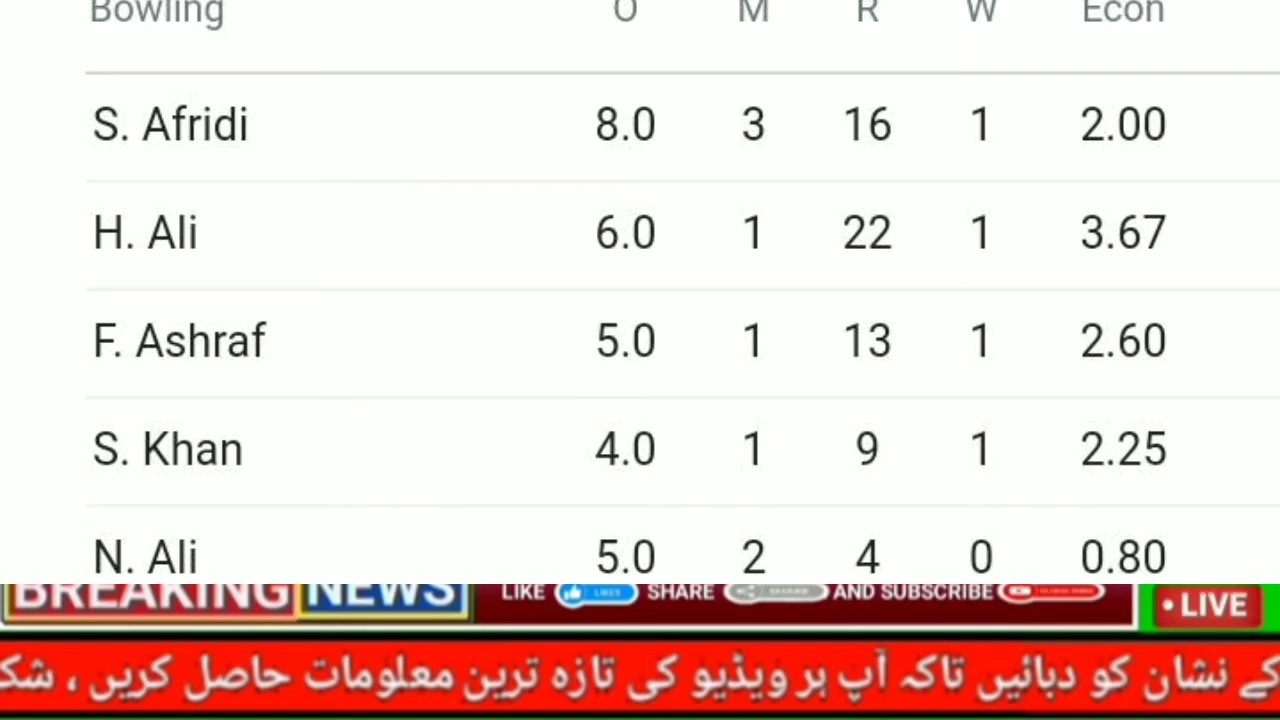 Bowling O M R W Econ
S. Afridi 8.0 3 16 1 2.00
H. Ali 6.0 1 22 1 3.67
F. Ashraf 5.0 1 13 1 2.60
S. Khan 4.0 1 9 1 2.25
N. Ali 5.0 2 4 0 0.80
BREAKING NEWS LIKE LIKES SHARE SHARE AND SUBSCRIBE • LIVE
کے نشان کو دبائیں تاکہ آپ ہر ویڈیو کی تازہ ترین معلومات حاصل کریں ،